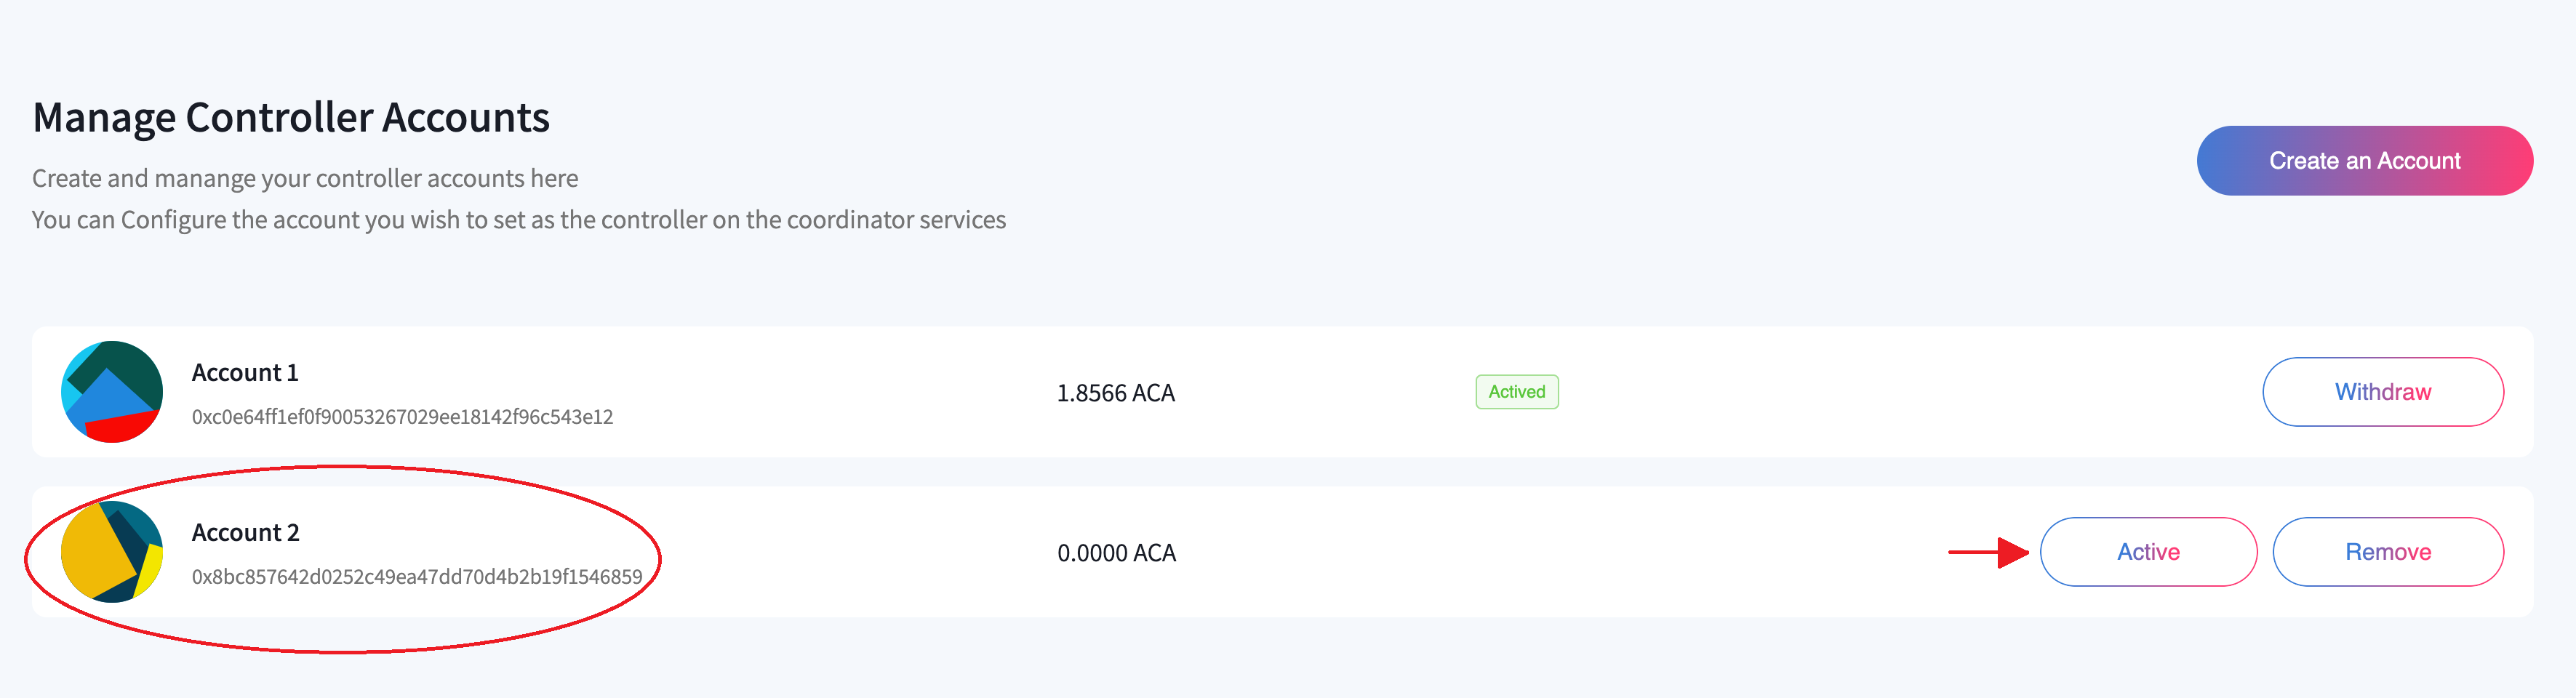 Manage Controller Accounts
Create and manange your controller accounts here
You can Configure the account you wish to set as the controller on the coordinator services
Create an Account
Account 1
0xc0e64ff1ef0f90053267029ee18142f96c543e12
1.8566 ACA
Actived
Withdraw
Account 2
0x8bc857642d0252c49ea47dd70d4b2b19f1546859
0.0000 ACA
Active
Remove